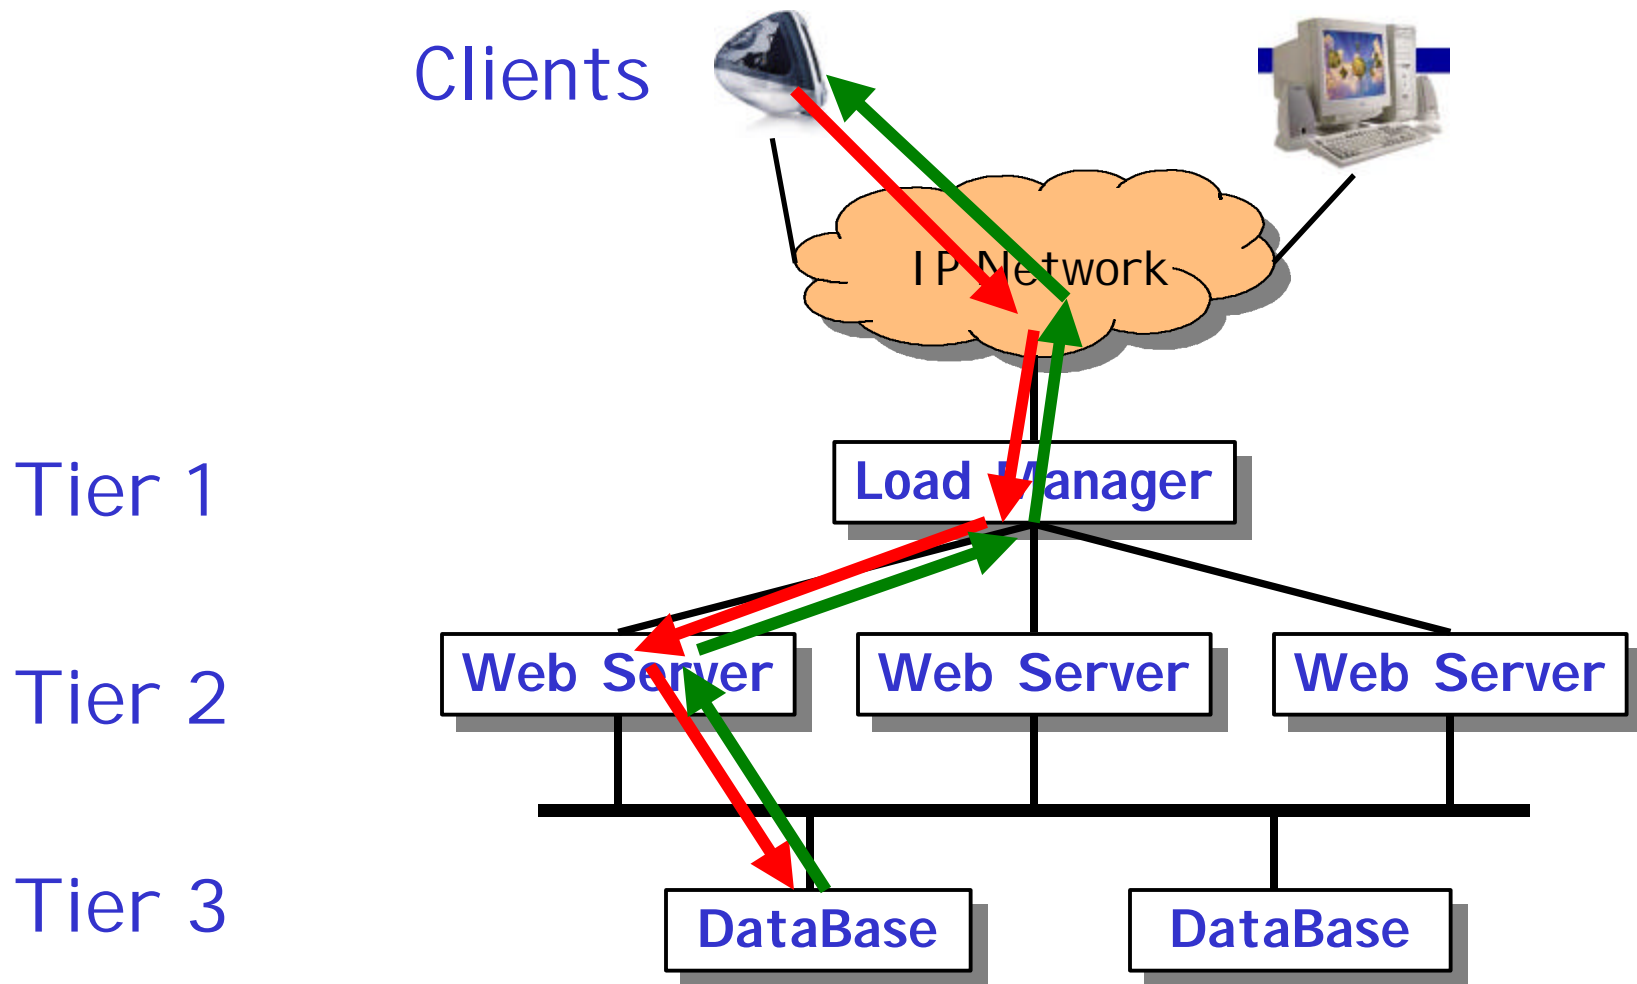 Clients
IP Network
Tier 1
Load Manager
Tier 2
Web Server
Web Server
Web Server
Tier 3
DataBase
DataBase